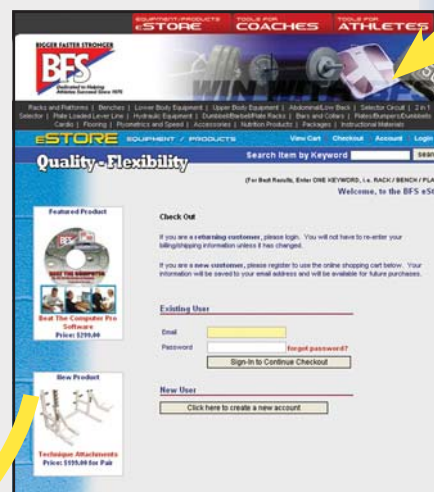 EQUIPMENT/PRODUCTS TOOLS FOR TOOLS FOR
eSTORE COACHES ATHLETES
BIGGER FASTER STRONGER
BFS
Dedicated to Helping
Athletes Succeed Since 1976
WIN WITH BFS
Racks and Platforms | Benches | Lower Body Equipment | Upper Body Equipment | Abdominal/Low Back | Selector Circuit | 2 in 1
Selector | Plate Loaded Lever Line | Hydraulic Equipment | Dumbbell/Barbell/Plate Racks | Bars and Collars | Plates/Bumpers/Dumbbells
Cardio | Flooring | Plyometrics and Speed | Accessories | Nutrition Products | Packages | Instructional Materials
eSTORE EQUIPMENT / PRODUCTS View Cart Checkout Account Login
Quality - Flexibility
Search Item by Keyword
(For Best Results, Enter ONE KEYWORD, i.e. RACK / BENCH / PLA
Welcome, to the BFS eSt
Featured Product
BFS
BEAT THE COMPUTER
Beat The Computer Pro
Software
Price: $299.00
Check Out
If you are a returning customer, please login. You will not have to re-enter your
billing/shipping information unless it has changed.
If you are a new customer, please register to use the online shopping cart below. Your
information will be saved to your email address and will be available for future purchases.
Existing User
Email
Password forgot password?
Sign-In to Continue Checkout
New Product
Technique Attachments
Price: $199.00 for Pair
New User
Click here to create a new account